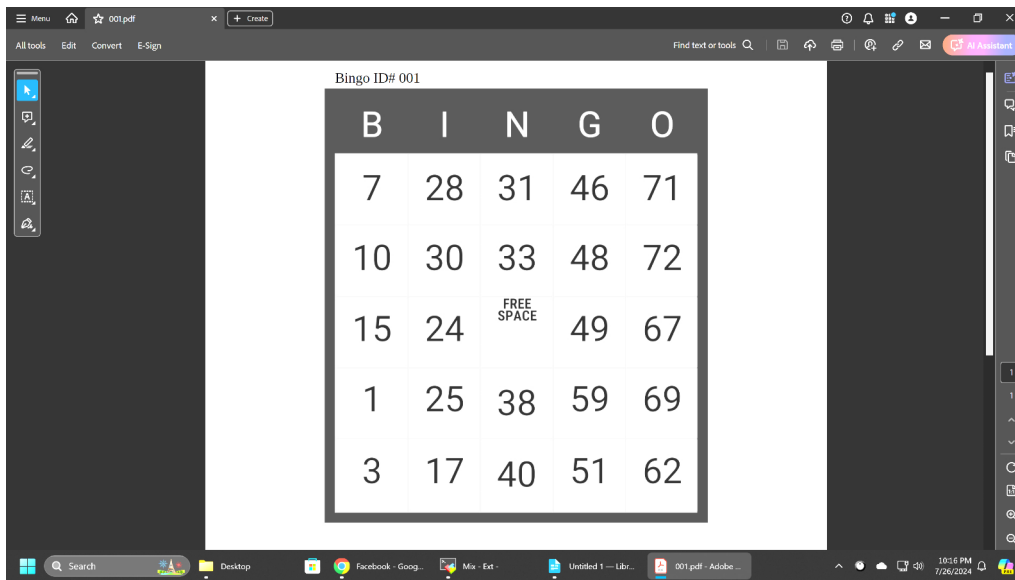 Menu
001.pdf
Create
All tools Edit Convert E-Sign
Find text or tools
AI Assistant
Bingo ID# 001
B I N G O
7 28 31 46 71
10 30 33 48 72
FREE
SPACE
15 24 49 67
1 25 38 59 69
3 17 40 51 62
1
1
Search
Desktop
Facebook - Goog...
Mix - Ext -
Untitled 1 — Libr...
001.pdf - Adobe ...
10:16 PM
7/26/2024